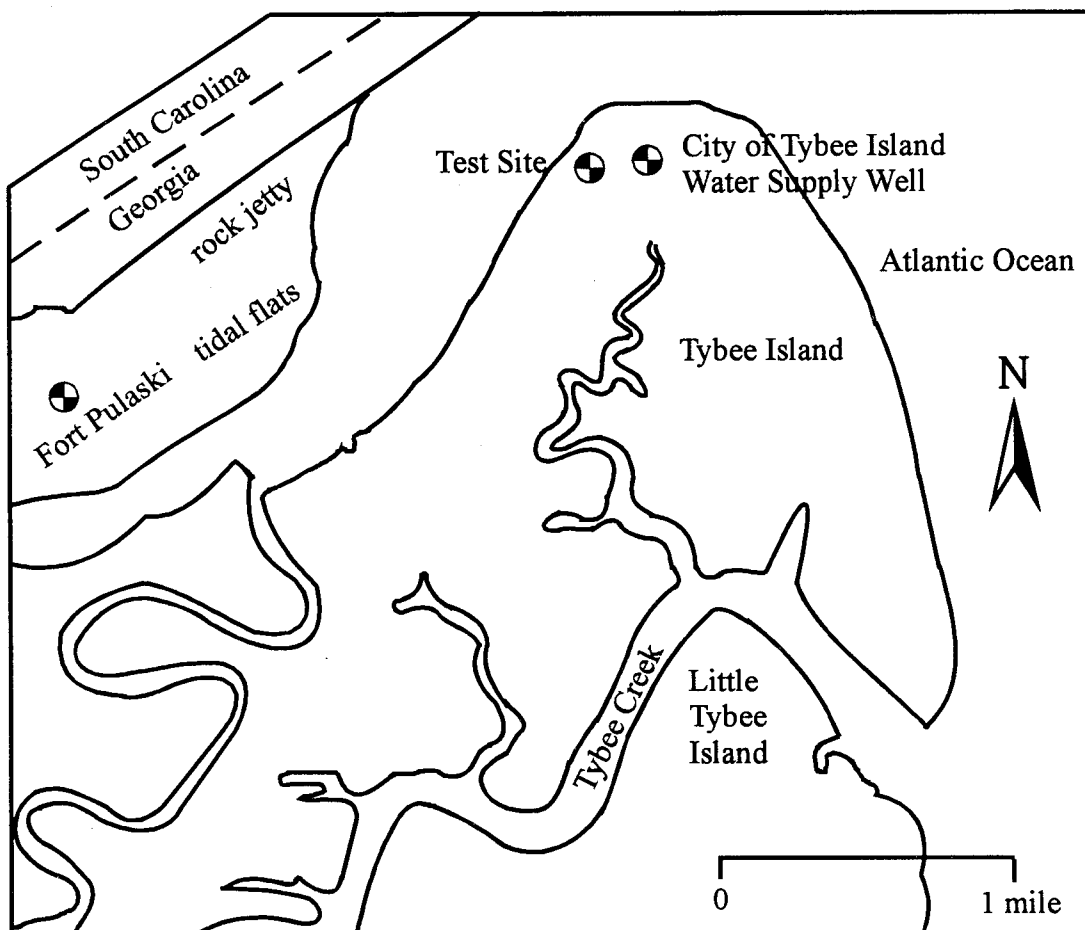 South Carolina
Georgia
rock jetty
Test Site
City of Tybee Island
Water Supply Well
Atlantic Ocean
tidal flats
Fort Pulaski
Tybee Island
N
Tybee Creek
Little
Tybee
Island
0
1 mile